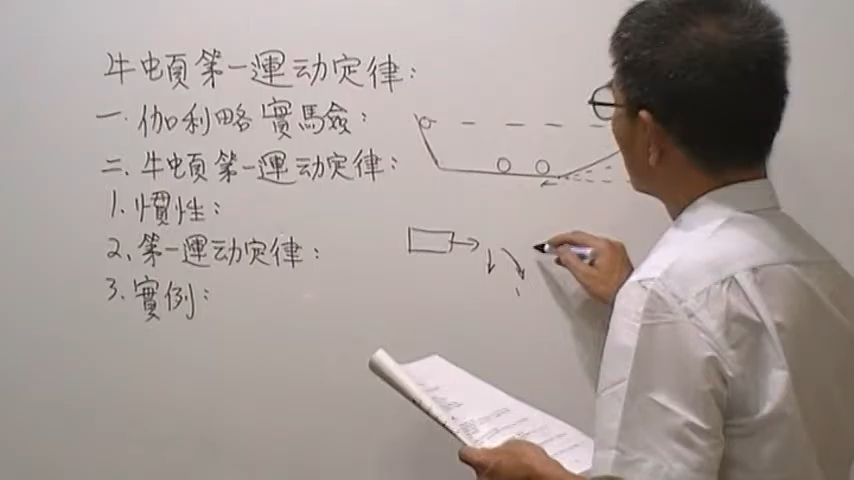 牛頓第一運动定律:
一.伽利略實驗:
二、牛頓第一運动定律:
1.慣性:
2、第一運动定律:
3.實例: